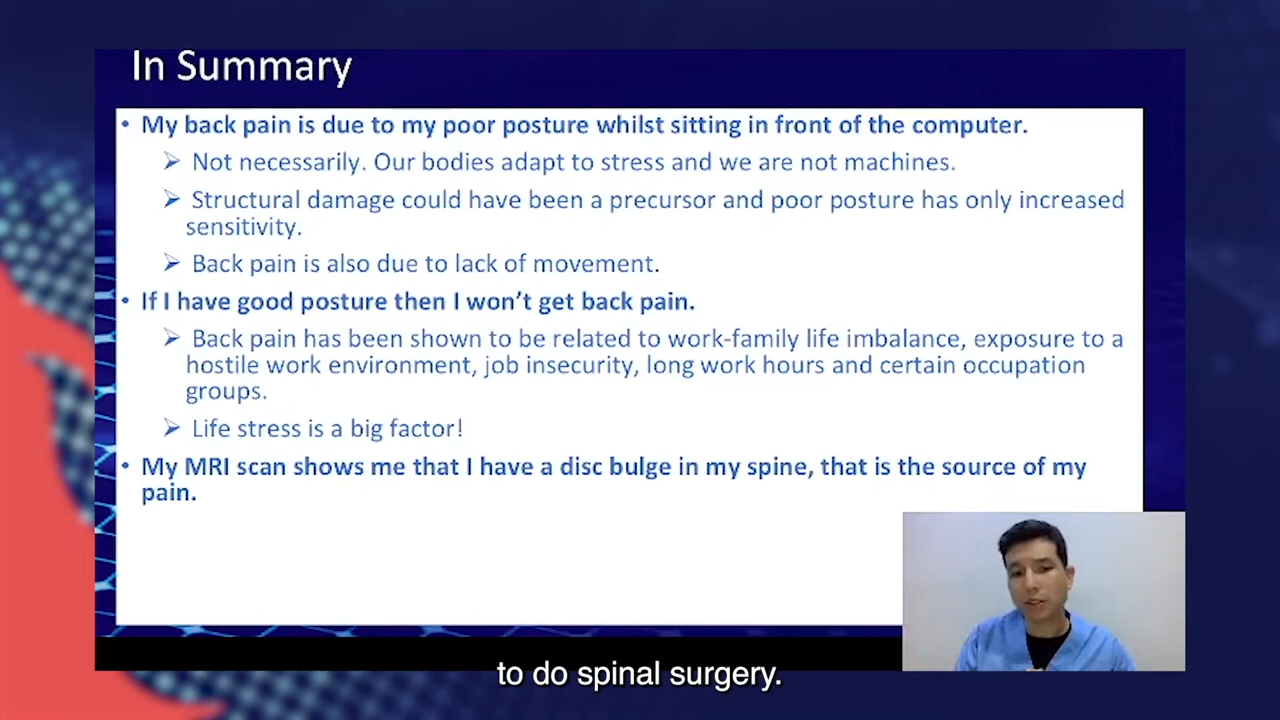 In Summary
• My back pain is due to my poor posture whilst sitting in front of the computer.
➢ Not necessarily. Our bodies adapt to stress and we are not machines.
➢ Structural damage could have been a precursor and poor posture has only increased
sensitivity.
➢ Back pain is also due to lack of movement.
• If I have good posture then I won’t get back pain.
➢ Back pain has been shown to be related to work-family life imbalance, exposure to a
hostile work environment, job insecurity, long work hours and certain occupation
groups.
➢ Life stress is a big factor!
• My MRI scan shows me that I have a disc bulge in my spine, that is the source of my
pain.
to do spinal surgery.